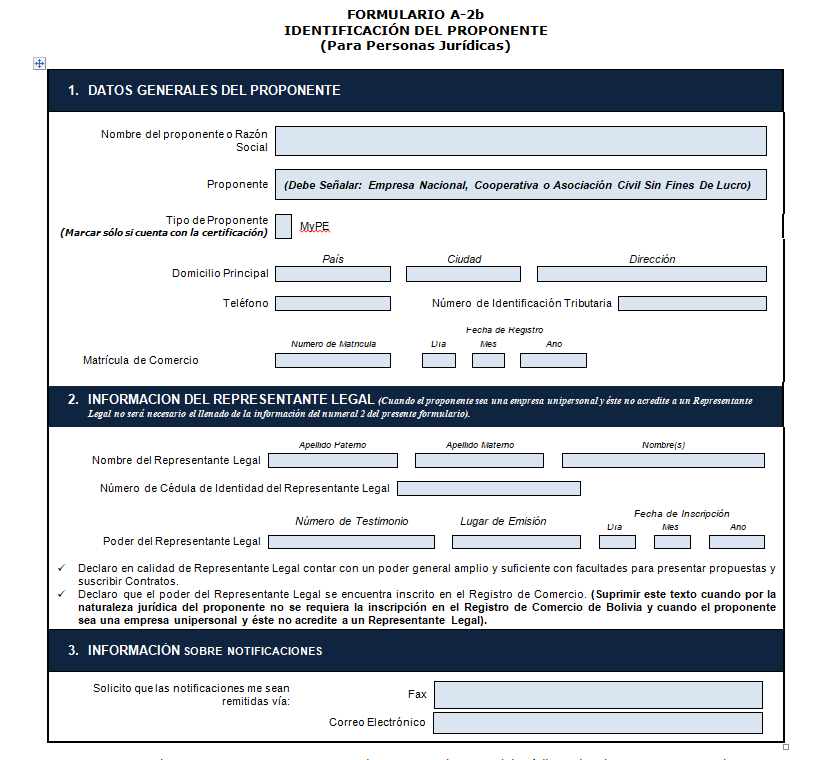 FORMULARIO A-2b
IDENTIFICACIÓN DEL PROPONENTE
(Para Personas Jurídicas)
1. DATOS GENERALES DEL PROPONENTE
Nombre del proponente o Razón
Social
Proponente (Debe Señalar: Empresa Nacional, Cooperativa o Asociación Civil Sin Fines De Lucro)
Tipo de Proponente
(Marcar sólo si cuenta con la certificación) MyPE
País Ciudad Dirección
Domicilio Principal
Teléfono Número de Identificación Tributaria
Fecha de Registro
Número de Matricula Día Mes Año
Matrícula de Comercio
2. INFORMACION DEL REPRESENTANTE LEGAL (Cuando el proponente sea una empresa unipersonal y éste no acredite a un Representante
Legal no será necesario el llenado de la información del numeral 2 del presente formulario).
Apellido Paterno Apellido Materno Nombre(s)
Nombre del Representante Legal
Número de Cédula de Identidad del Representante Legal
Número de Testimonio Lugar de Emisión Fecha de Inscripción
Día Mes Año
Poder del Representante Legal
✓ Declaro en calidad de Representante Legal contar con un poder general amplio y suficiente con facultades para presentar propuestas y
suscribir Contratos.
✓ Declaro que el poder del Representante Legal se encuentra inscrito en el Registro de Comercio. (Suprimir este texto cuando por la
naturaleza jurídica del proponente no se requiera la inscripción en el Registro de Comercio de Bolivia y cuando el proponente
sea una empresa unipersonal y éste no acredite a un Representante Legal).
3. INFORMACIÓN SOBRE NOTIFICACIONES
Solicito que las notificaciones me sean
remitidas vía:
Fax
Correo Electrónico